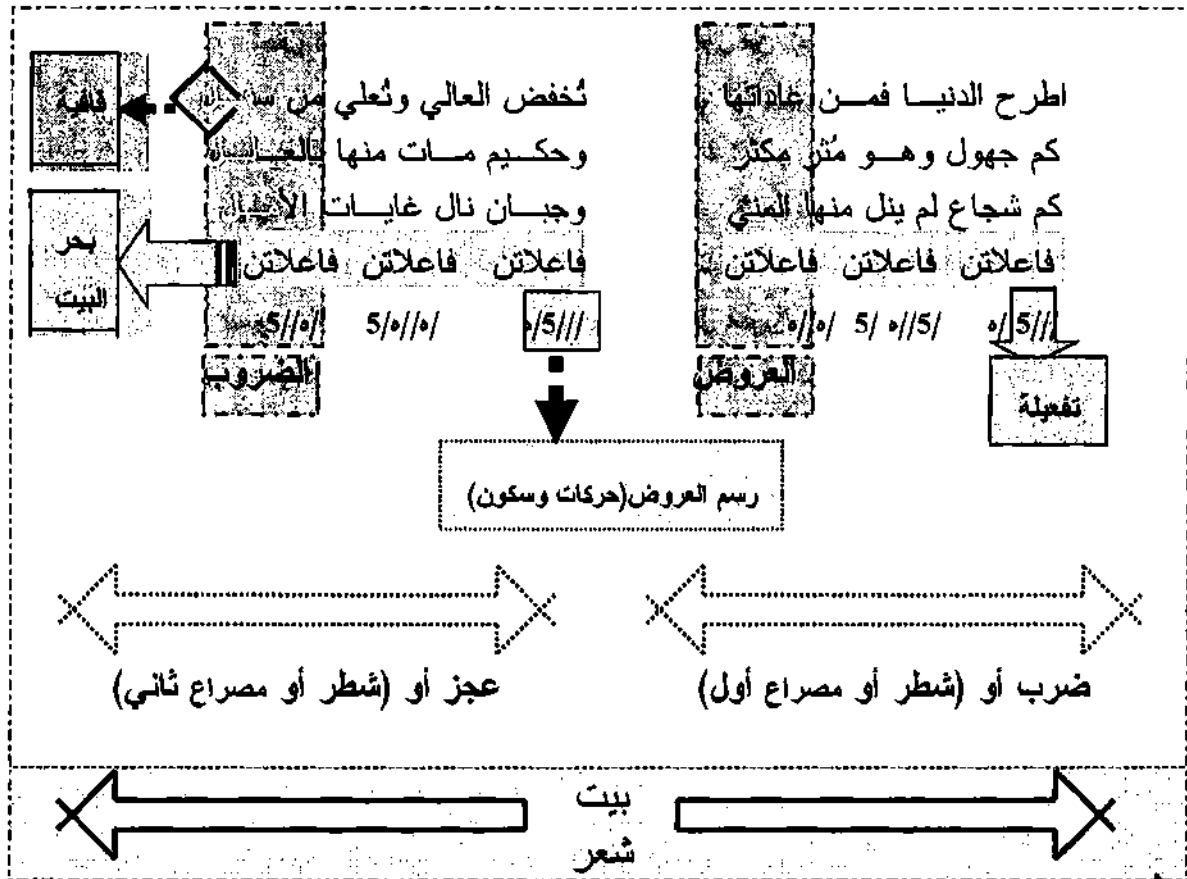 اطرح الدنيا فمن عاداتها تُخفض العالي وتُعلي من
قافية
كم جهول وهو مُثرٍ مكثر وحكيم مات منها بالعلل
كم شجاع لم ينل منها المنى وجبان نال غايات الأمل
بحر البيت
فاعلاتن فاعلاتن فاعلاتن فاعلاتن فاعلاتن فاعلاتن
العروض الضروب
تفعيلة
رسم العروض(حركات وسكون)
ضرب أو (شطر أو مصراع أول) عجز أو (شطر أو مصراع ثاني)
بيت
شعر